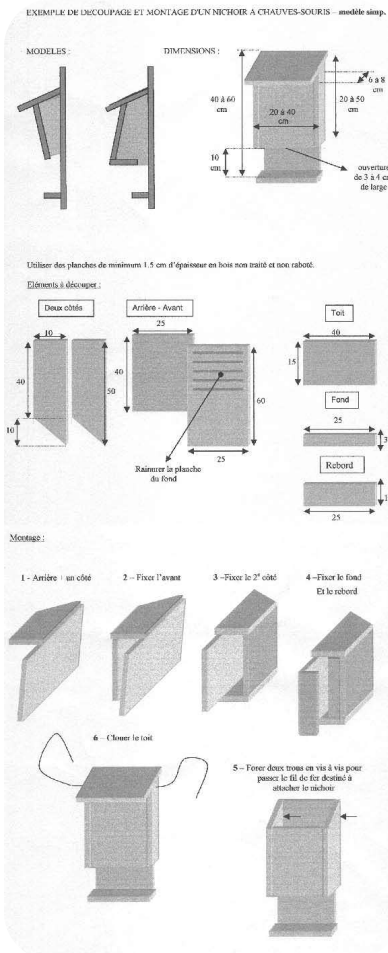 EXEMPLE DE DECOUPAGE ET MONTAGE D'UN NICHOIR A CHAUVES-SOURIS – modèle simp.
MODELES :
DIMENSIONS :
6 à 8
cm
40 à 60
cm
20 à 40
cm
20 à 50
cm
10
cm
ouverture
de 3 à 4 c
de large
Utiliser des planches de minimum 1.5 cm d'épaisseur en bois non traité et non raboté.
Eléments à découper :
Deux côtés
Arrière - Avant
Toit
10
25
40
40
50
40
60
15
Fond
25
3
10
25
Rainurer la planche
du fond
Rebord
1
25
Montage :
1 - Arrière + un côté
2 – Fixer l'avant
3 –Fixer le 2e côté
4 –Fixer le fond
Et le rebord
6 – Clouer le toit
5 – Forer deux trous en vis à vis pour
passer le fil de fer destiné à
attacher le nichoir